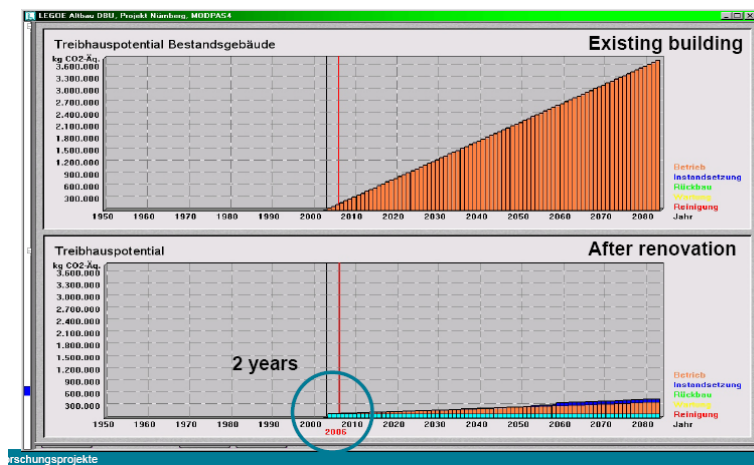 LEGOE Altbau DBU, Projekt Nürnberg, MODPAS4
Treibhauspotential Bestandsgebäude
Existing building
kg CO2-Äq.
3.600.000
3.300.000
3.000.000
2.700.000
2.400.000
2.100.000
1.800.000
1.500.000
1.200.000
900.000
600.000
300.000
Betrieb
Instandsetzung
Rückbau
Wartung
Reinigung
1950 1960 1970 1980 1990 2000 2010 2020 2030 2040 2050 2060 2070 2080 Jahr
Treibhauspotential
After renovation
kg CO2-Äq.
3.600.000
3.300.000
3.000.000
2.700.000
2.400.000
2.100.000
1.800.000
1.500.000
1.200.000
900.000
600.000
300.000
2 years
Betrieb
Instandsetzung
Rückbau
Wartung
Reinigung
1950 1960 1970 1980 1990 2000 2010 2020 2030 2040 2050 2060 2070 2080 Jahr
2006
orschungsprojekte